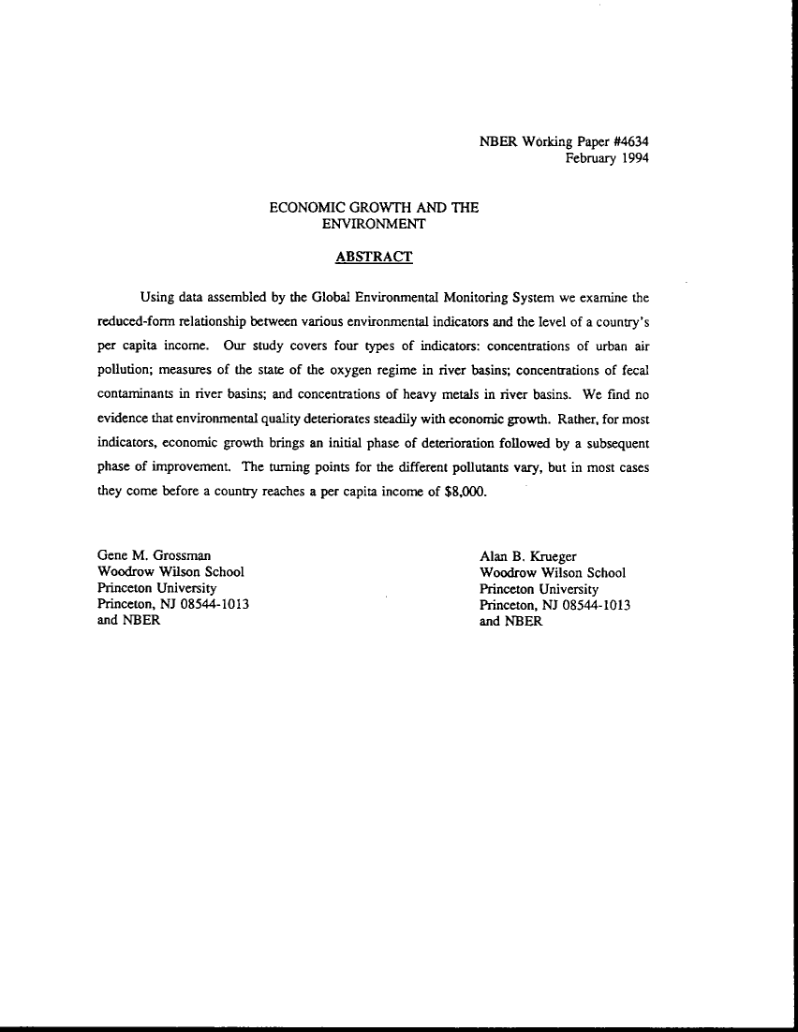 NBER Working Paper #4634
February 1994
ECONOMIC GROWTH AND THE
ENVIRONMENT
ABSTRACT
Using data assembled by the Global Environmental Monitoring System we examine the
reduced-form relationship between various environmental indicators and the level of a country's
per capita income. Our study covers four types of indicators: concentrations of urban air
pollution; measures of the state of the oxygen regime in river basins; concentrations of fecal
contaminants in river basins; and concentrations of heavy metals in river basins. We find no
evidence that environmental quality deteriorates steadily with economic growth. Rather, for most
indicators, economic growth brings an initial phase of deterioration followed by a subsequent
phase of improvement. The turning points for the different pollutants vary, but in most cases
they come before a country reaches a per capita income of $8,000.
Gene M. Grossman
Woodrow Wilson School
Princeton University
Princeton, NJ 08544-1013
and NBER
Alan B. Krueger
Woodrow Wilson School
Princeton University
Princeton, NJ 08544-1013
and NBER